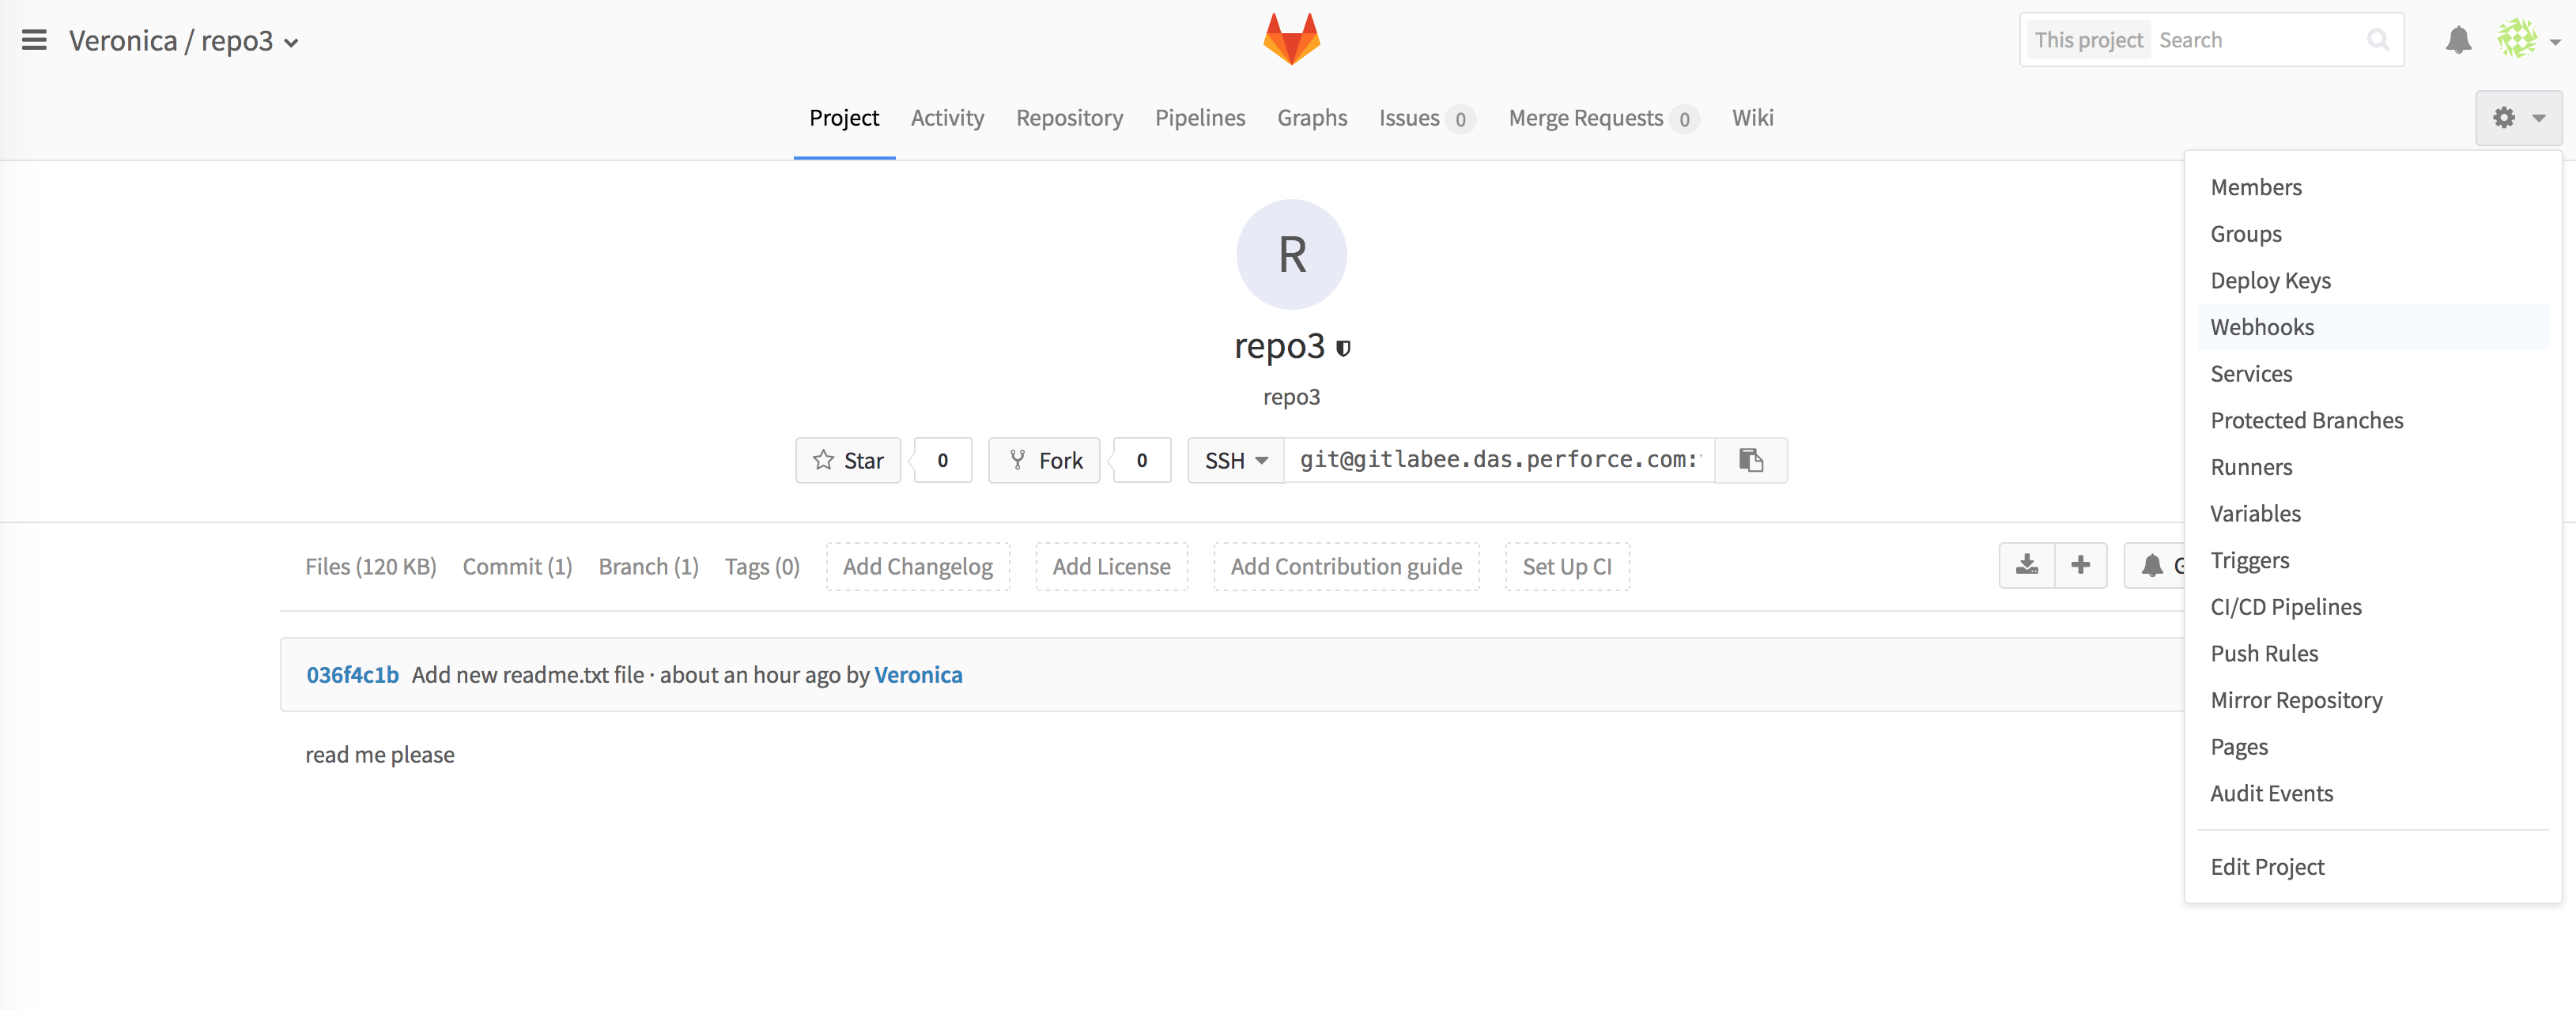 Veronica / repo3
This project Search
Project Activity Repository Pipelines Graphs Issues 0 Merge Requests 0 Wiki
Members
Groups
Deploy Keys
Webhooks
Services
Protected Branches
Runners
Variables
Triggers
CI/CD Pipelines
Push Rules
Mirror Repository
Pages
Audit Events
Edit Project
R
repo3
repo3
Star 0 Fork 0 SSH git@gitlabee.das.perforce.com:
Files (120 KB) Commit (1) Branch (1) Tags (0) Add Changelog Add License Add Contribution guide Set Up CI
036f4c1b Add new readme.txt file · about an hour ago by Veronica
read me please